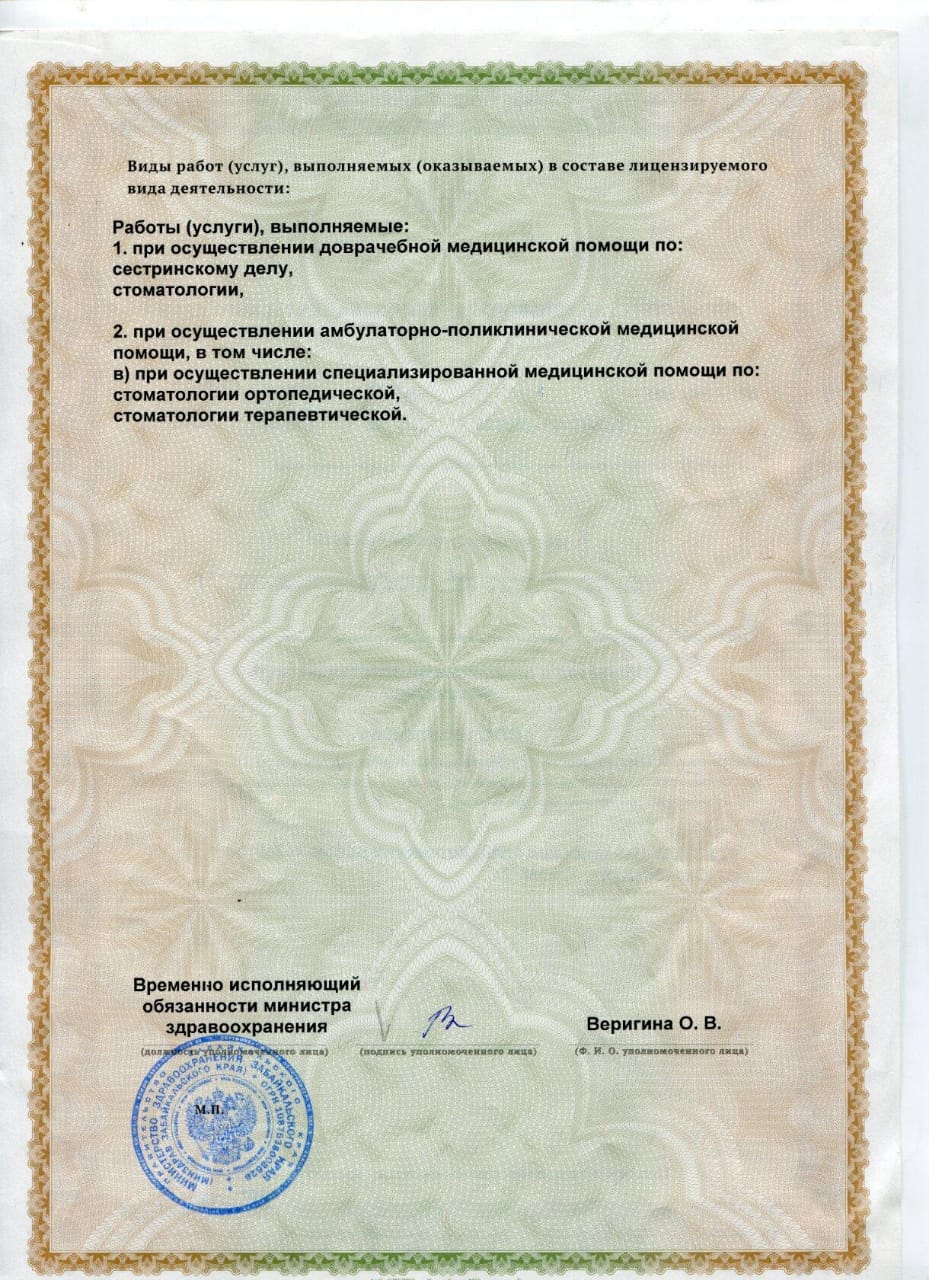 Виды работ (услуг), выполняемых (оказываемых) в составе лицензируемого
вида деятельности:
Работы (услуги), выполняемые:
1. при осуществлении доврачебной медицинской помощи по:
сестринскому делу,
стоматологии,
2. при осуществлении амбулаторно-поликлинической медицинской
помощи, в том числе:
в) при осуществлении специализированной медицинской помощи по:
стоматологии ортопедической,
стоматологии терапевтической.
Временно исполняющий
обязанности министра
здравоохранения
Веригина О. В.
(должность уполномоченного лица)
(подпись уполномоченного лица)
(Ф. И. О. уполномоченного лица)
МИНИСТЕРСТВО ЗДРАВООХРАНЕНИЯ ЗАБАЙКАЛЬСКОГО КРАЯ
(МИНЗДРАВ ЗАБАЙКАЛЬСКОГО КРАЯ)
М.П.